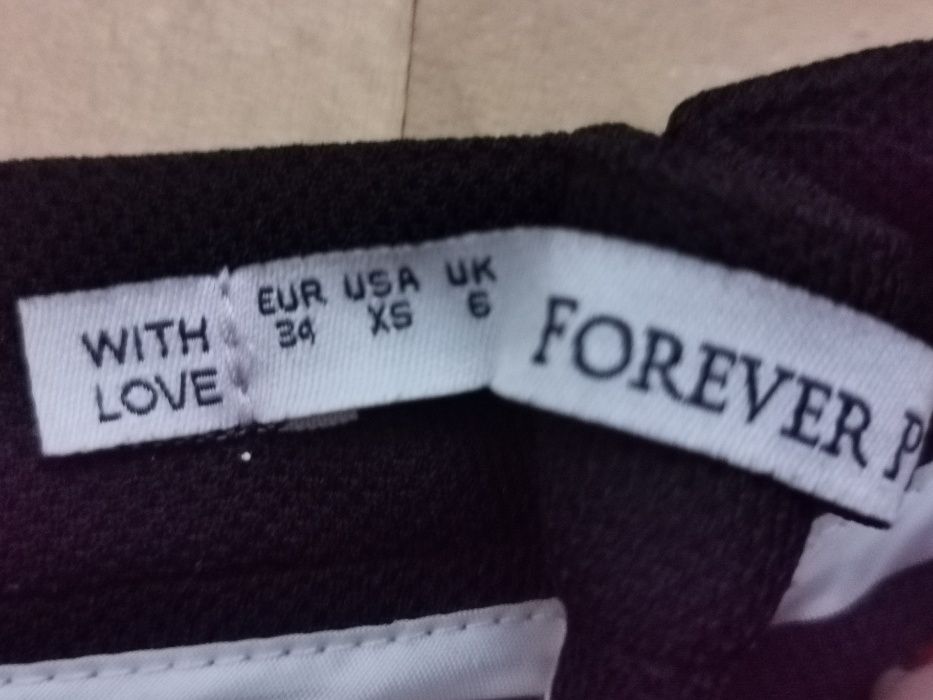 WITH
LOVE
EUR USA UK
34 XS 6
FOREVER P